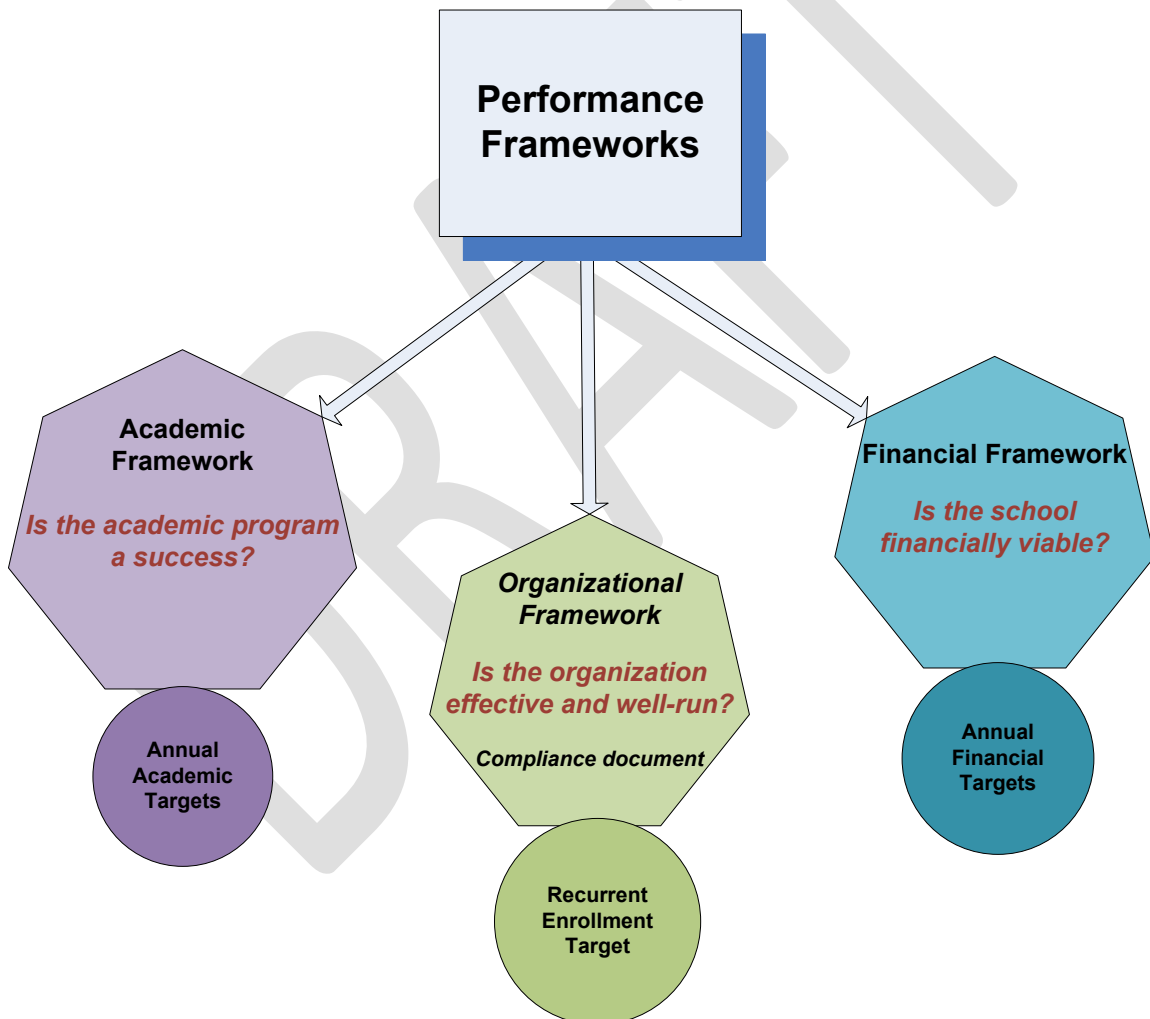 Performance
Frameworks
Academic
Framework
Is the academic program
a success?
Annual
Academic
Targets
Organizational
Framework
Is the organization
effective and well-run?
Compliance document
Recurrent
Enrollment
Target
Financial Framework
Is the school
financially viable?
Annual
Financial
Targets
DRAFT